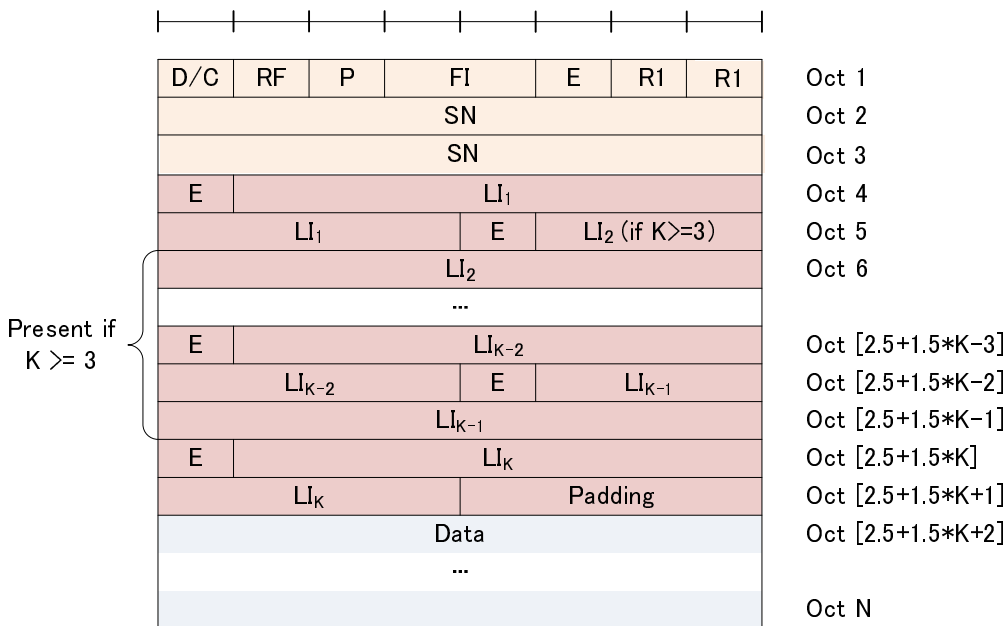 D/C RF P FI E R1 R1 Oct 1
SN Oct 2
SN Oct 3
E LI1 Oct 4
LI1 E LI2 (if K>=3) Oct 5
LI2 Oct 6
...
Present if
K >= 3
E LIK-2 Oct [2.5+1.5*K-3]
LIK-2 E LIK-1 Oct [2.5+1.5*K-2]
LIK-1 Oct [2.5+1.5*K-1]
E LIK Oct [2.5+1.5*K]
LIK Padding Oct [2.5+1.5*K+1]
Data Oct [2.5+1.5*K+2]
...
Oct N